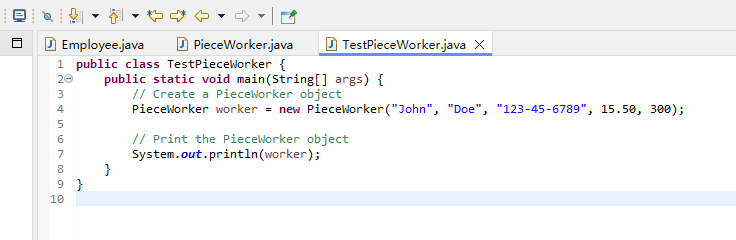 Employee.java
PieceWorker.java
TestPieceWorker.java
1 public class TestPieceWorker {
2 public static void main(String[] args) {
3 // Create a PieceWorker object
4 PieceWorker worker = new PieceWorker("John", "Doe", "123-45-6789", 15.50, 300);
5
6 // Print the PieceWorker object
7 System.out.println(worker);
8 }
9 }
10